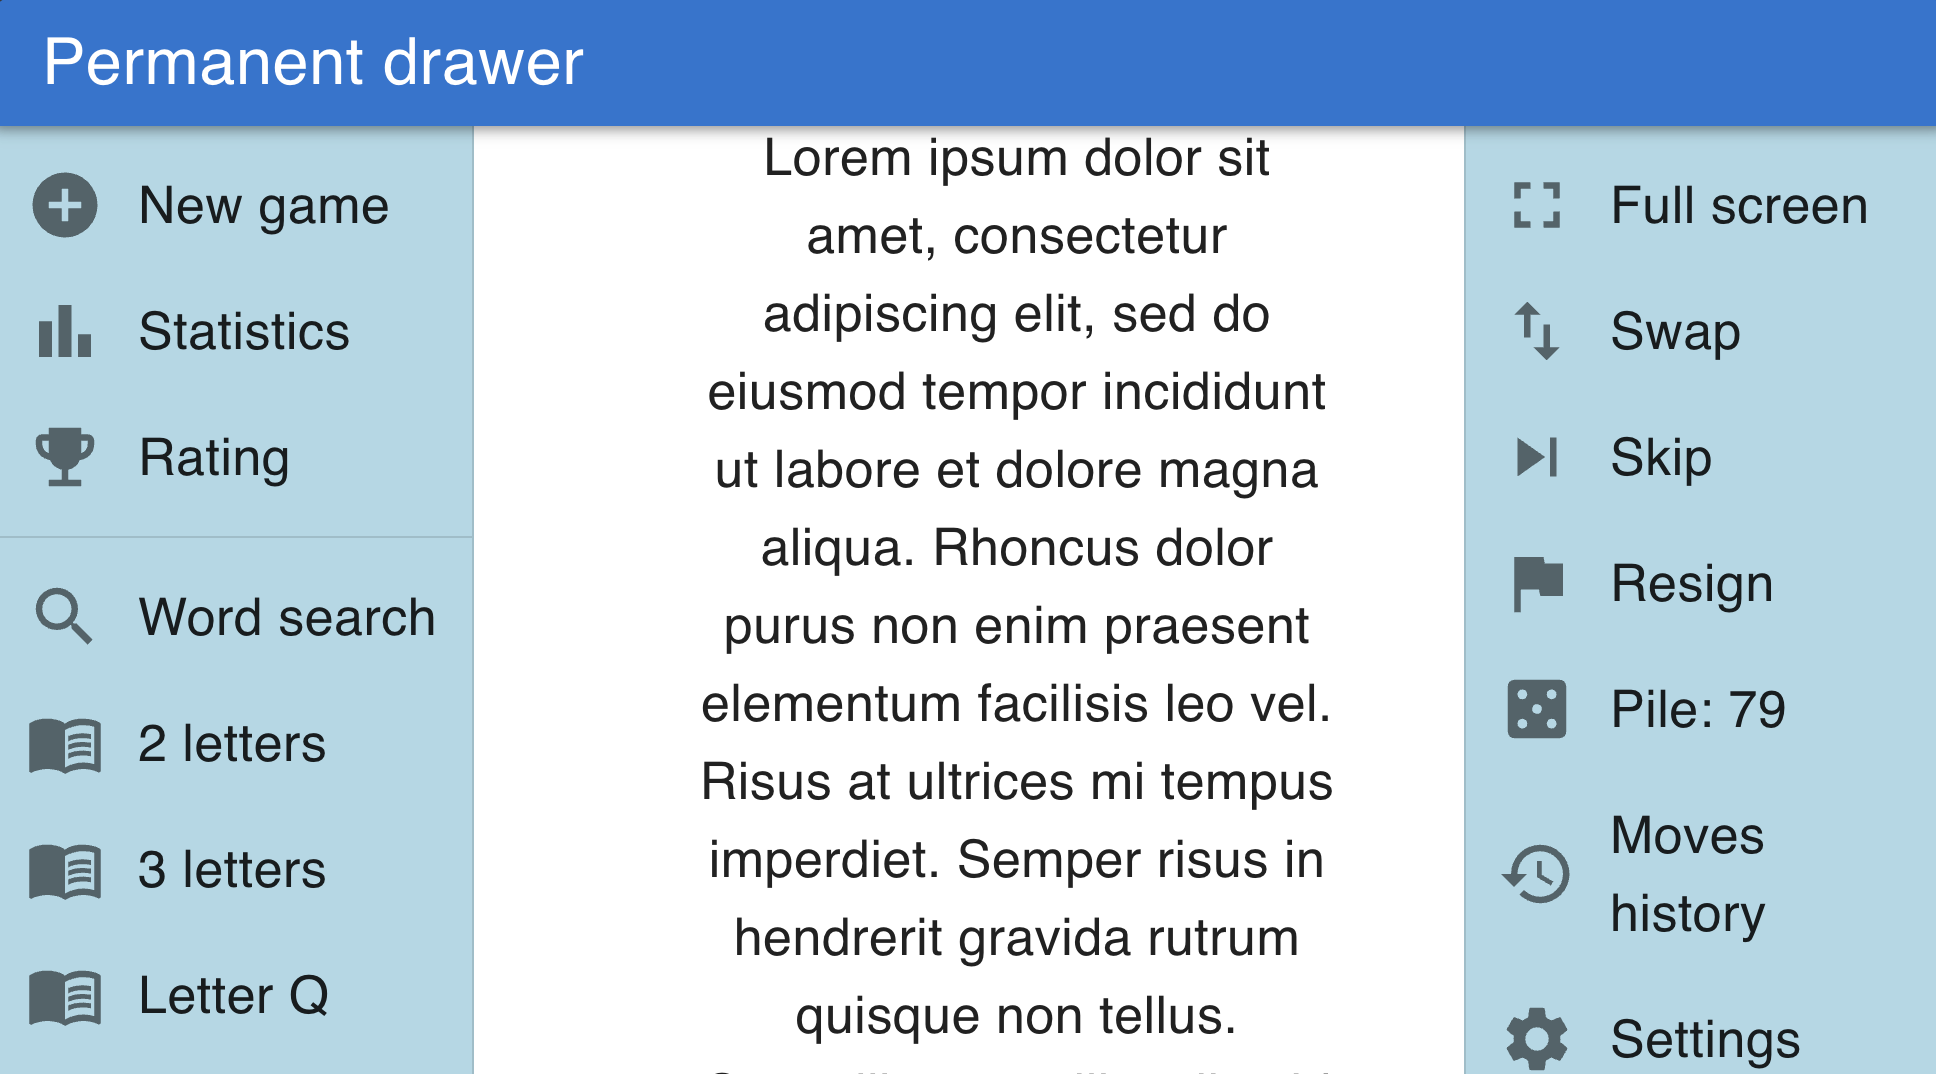 Permanent drawer
New game
Statistics
Rating
Word search
2 letters
3 letters
Letter Q
Lorem ipsum dolor sit
amet, consectetur
adipiscing elit, sed do
eiusmod tempor incididunt
ut labore et dolore magna
aliqua. Rhoncus dolor
purus non enim praesent
elementum facilisis leo vel.
Risus at ultrices mi tempus
imperdiet. Semper risus in
hendrerit gravida rutrum
quisque non tellus.
Full screen
Swap
Skip
Resign
Pile: 79
Moves
history
Settings